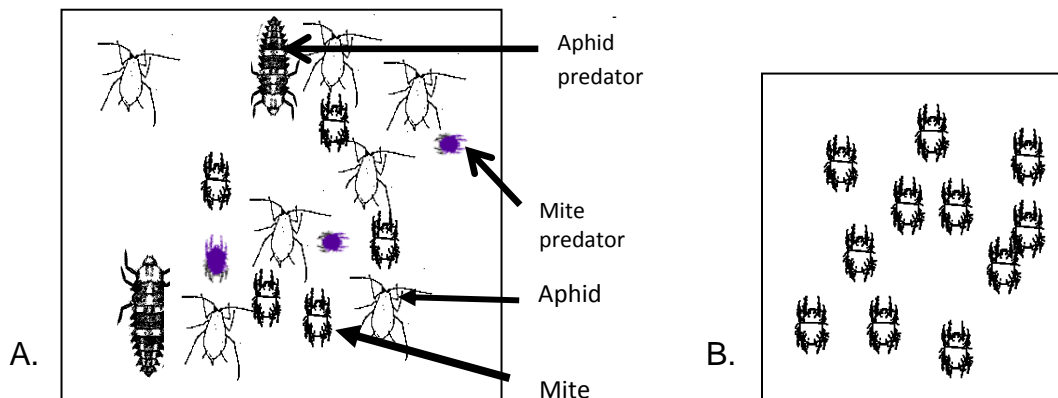 Aphid
predator
Mite
predator
Aphid
Mite
A.
B.